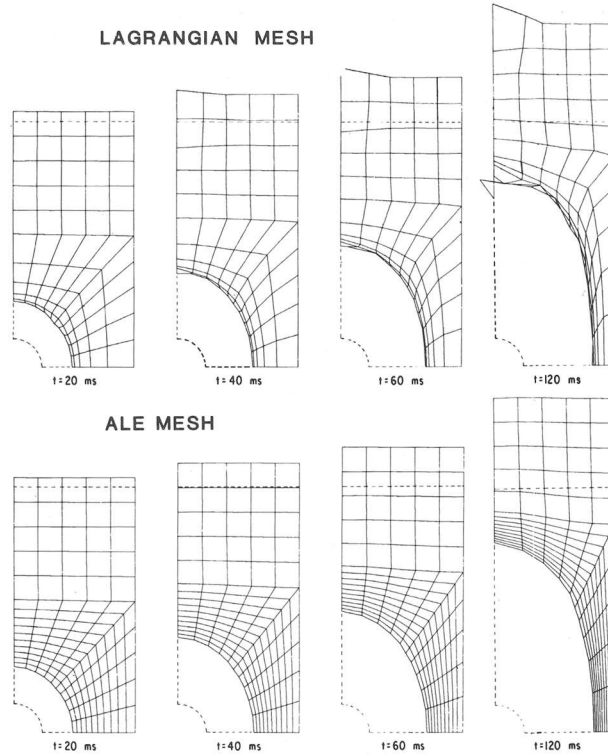 LAGRANGIAN MESH
t=20 ms
t=40 ms
t=60 ms
t=120 ms
ALE MESH
t=20 ms
t=40 ms
t=60 ms
t=120 ms